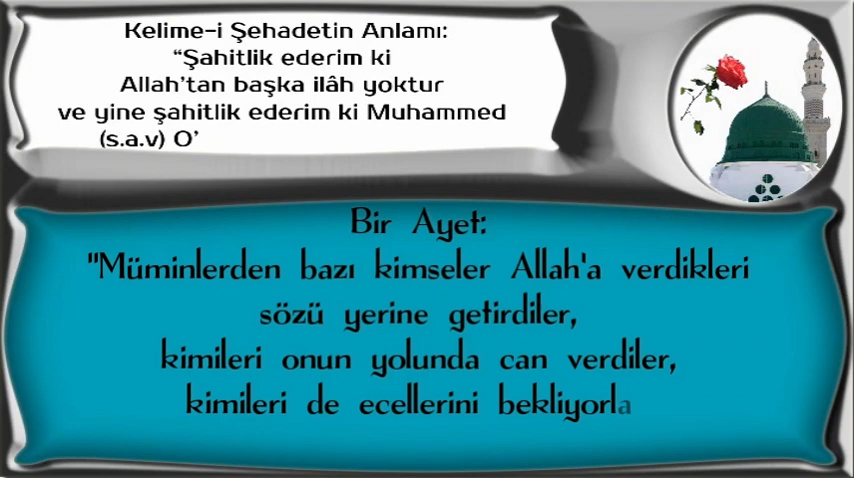 Kelime-i Şehadetin Anlamı:
“Şahitlik ederim ki
Allah’tan başka ilâh yoktur
ve yine şahitlik ederim ki Muhammed
(s.a.v) O’
Bir Ayet:
"Müminlerden bazı kimseler Allah'a verdikleri
sözü yerine getirdiler,
kimileri onun yolunda can verdiler,
kimileri de ecellerini bekliyorla